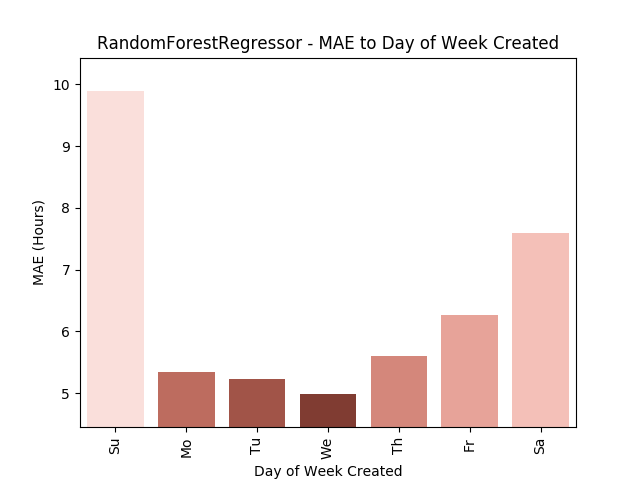 RandomForestRegressor - MAE to Day of Week Created
10
9
8
7
6
5
MAE (Hours)
Su
Mo
Tu
We
Th
Fr
Sa
Day of Week Created